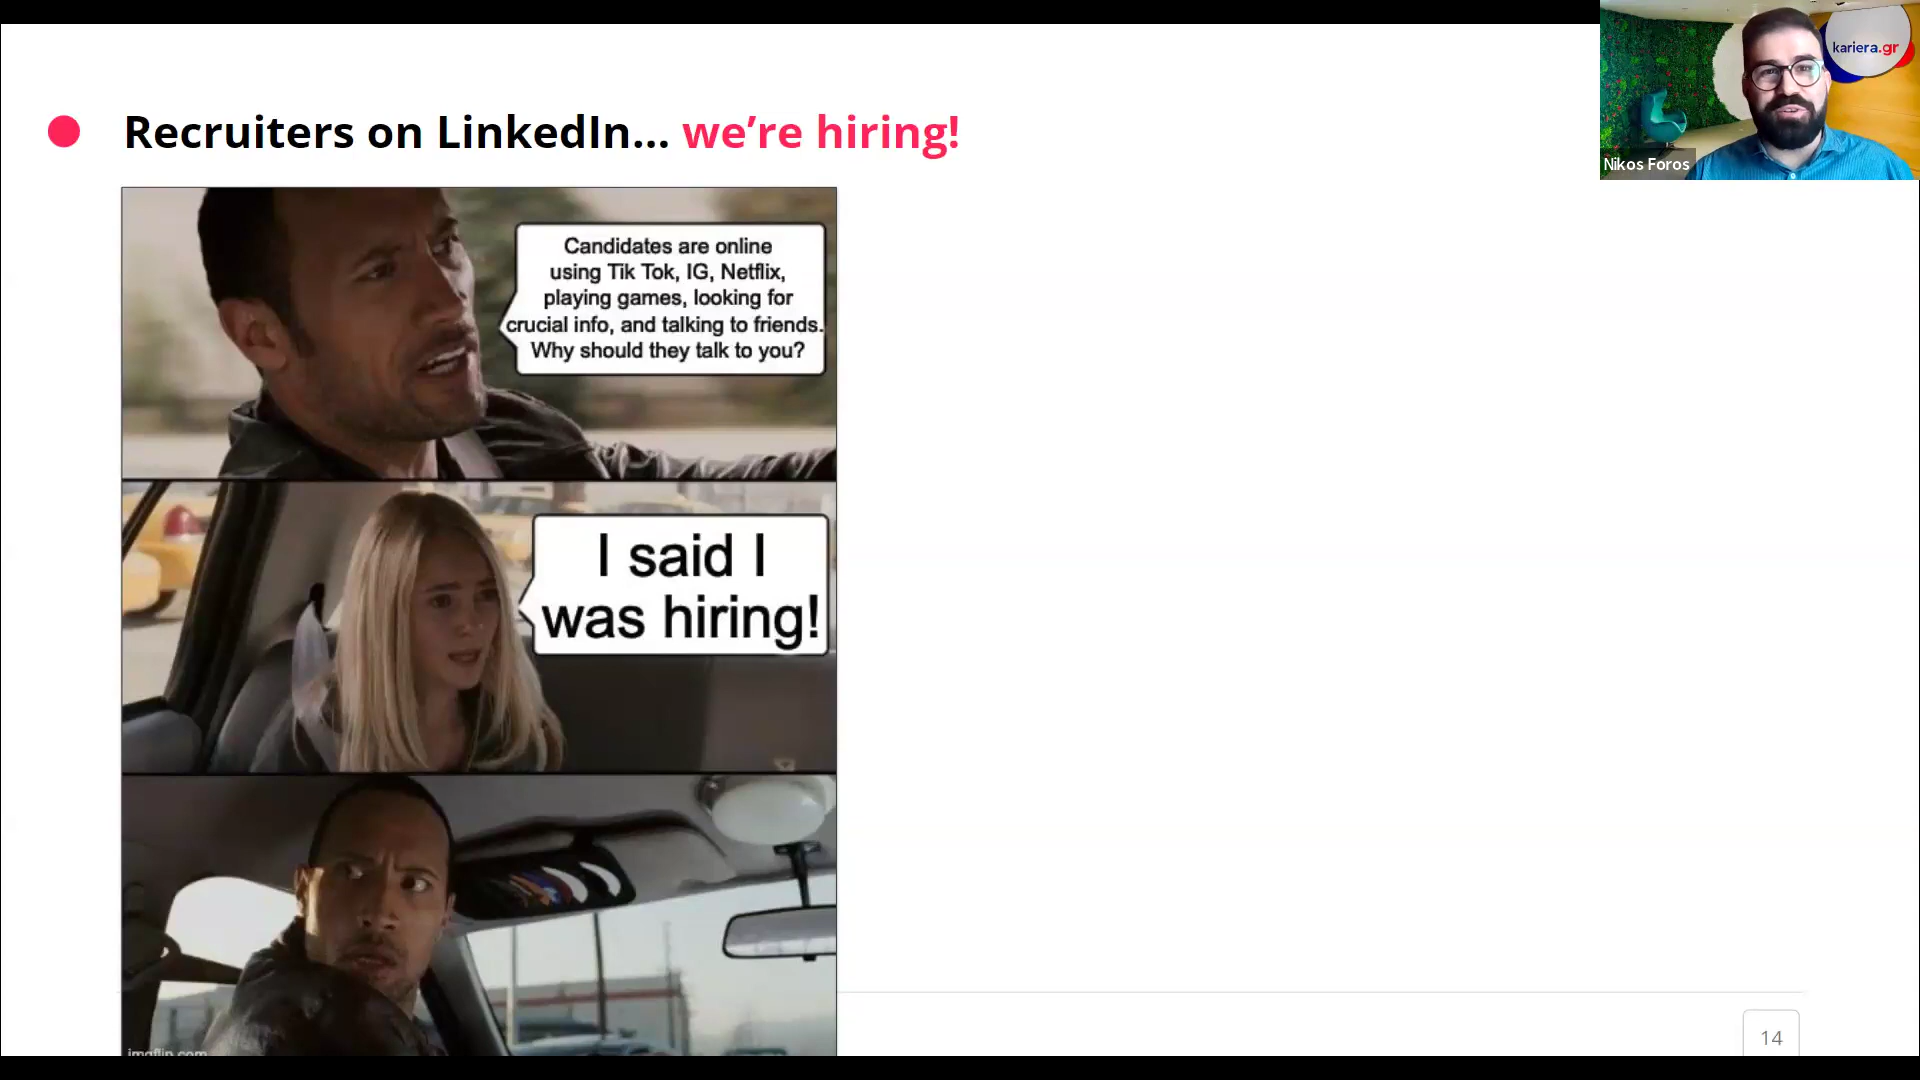 kariera.gr
Nikos Foros
Recruiters on LinkedIn... we’re hiring!
Candidates are online
using Tik Tok, IG, Netflix,
playing games, looking for
crucial info, and talking to friends.
Why should they talk to you?
I said I
was hiring!
imgflip.com
14